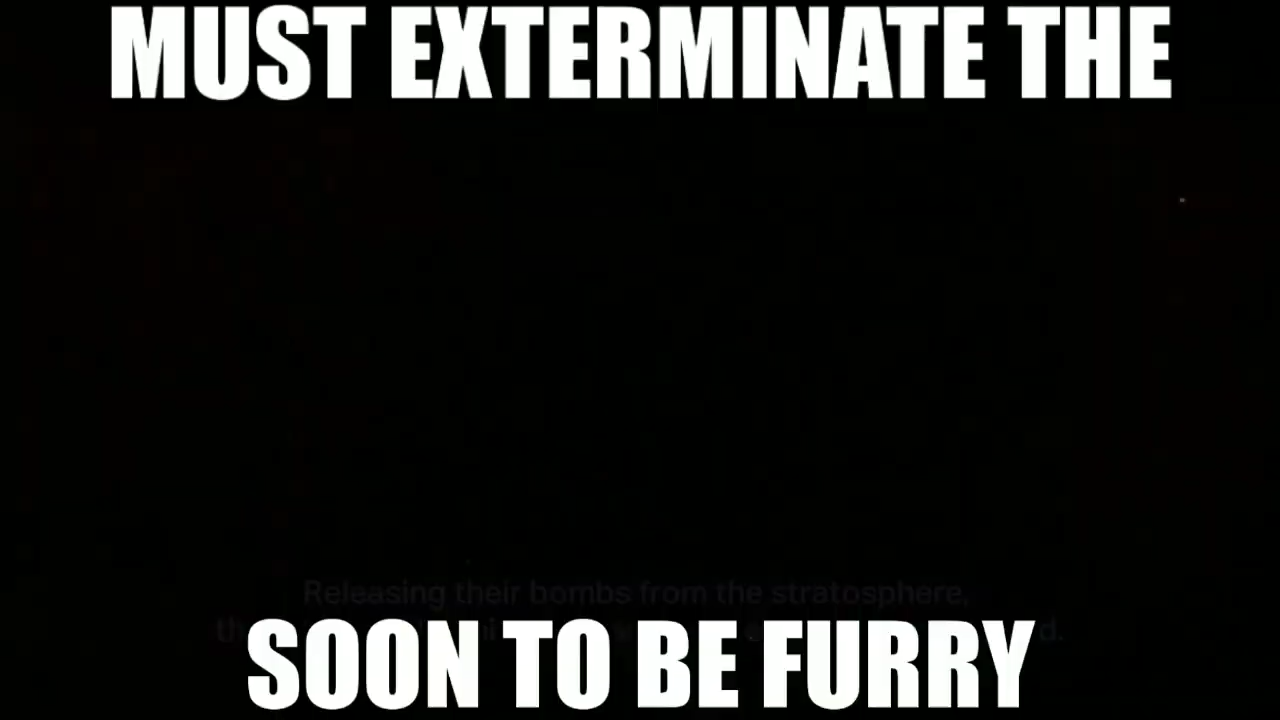 MUST EXTERMINATE THE
Releasing their bombs from the stratosphere,
SOON TO BE FURRY